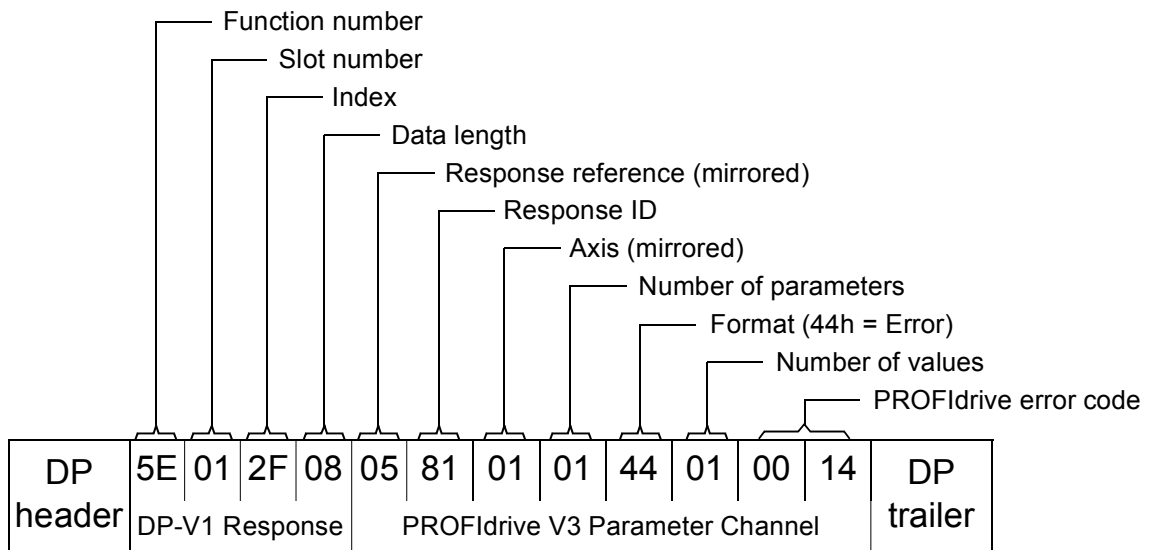 Function number
Slot number
Index
Data length
Response reference (mirrored)
Response ID
Axis (mirrored)
Number of parameters
Format (44h = Error)
Number of values
PROFIdrive error code
DP header
5E 01 2F 08 05 81 01 01 44 01 00 14
DP trailer
DP-V1 Response
PROFIdrive V3 Parameter Channel